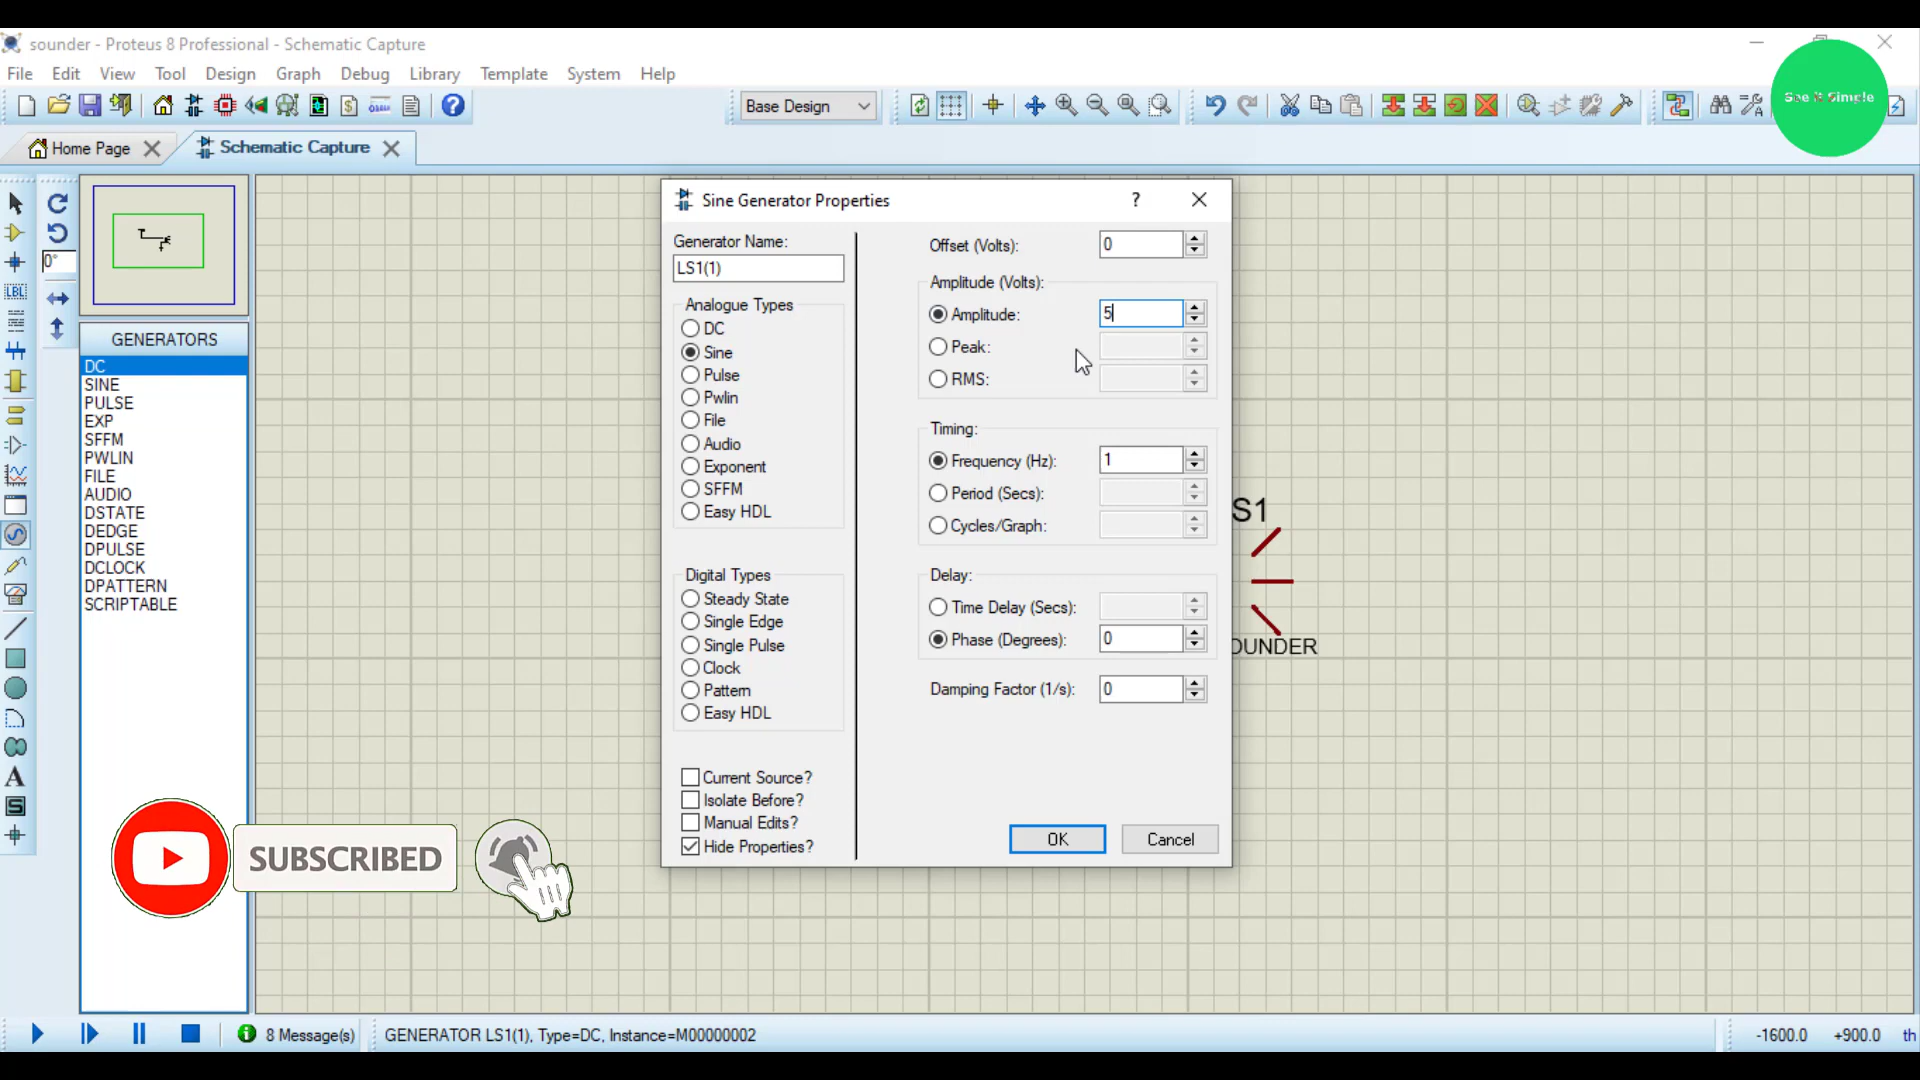 sounder - Proteus 8 Professional - Schematic Capture
File Edit View Tool Design Graph Debug Library Template System Help
Base Design
See it Simple
Home Page
Schematic Capture
LBL
0°
GENERATORS
DC
SINE
PULSE
EXP
SFFM
PWLIN
FILE
AUDIO
DSTATE
DEDGE
DPULSE
DCLOCK
DPATTERN
SCRIPTABLE
Sine Generator Properties
?
Generator Name:
LS1(1)
Analogue Types
DC
Sine
Pulse
Pwlin
File
Audio
Exponent
SFFM
Easy HDL
Digital Types
Steady State
Single Edge
Single Pulse
Clock
Pattern
Easy HDL
Current Source?
Isolate Before?
Manual Edits?
Hide Properties?
Offset (Volts): 0
Amplitude (Volts):
Amplitude: 5
Peak:
RMS:
Timing:
Frequency (Hz): 1
Period (Secs):
Cycles/Graph:
Delay:
Time Delay (Secs):
Phase (Degrees): 0
Damping Factor (1/s): 0
OK Cancel
S1
OUNDER
SUBSCRIBED
8 Message(s)
GENERATOR LS1(1), Type=DC, Instance=M00000002
-1600.0 +900.0 th